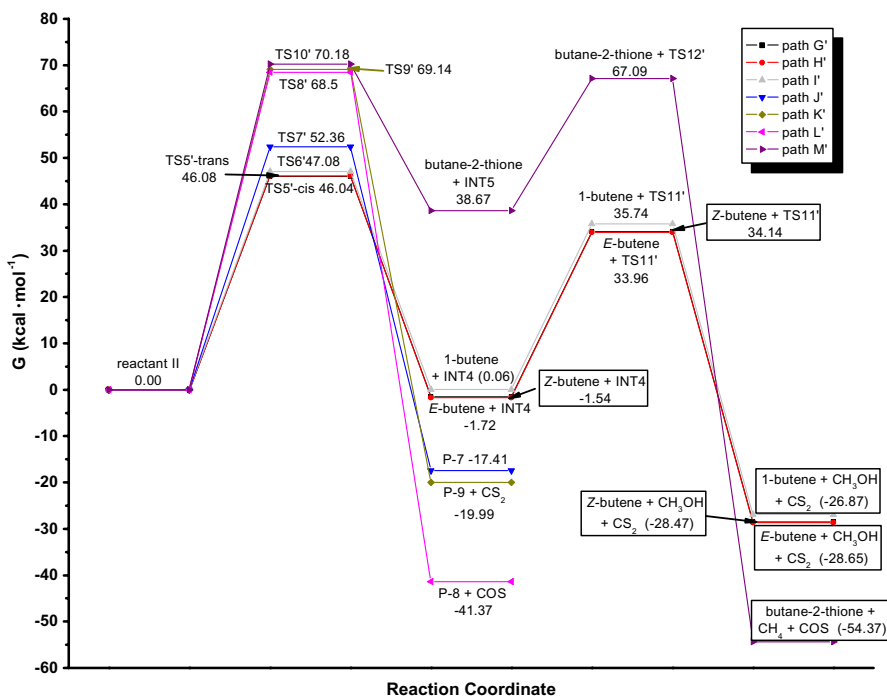 80
70
60
50
40
30
20
10
0
-10
-20
-30
-40
-50
-60
G (kcal·mol⁻¹)
Reaction Coordinate
path G'
path H'
path I'
path J'
path K'
path L'
path M'
reactant II
0.00
TS10' 70.18
TS9' 69.14
TS8' 68.5
TS7' 52.36
TS5'-trans
46.08
TS6'47.08
TS5'-cis 46.04
butane-2-thione
+ INT5
38.67
butane-2-thione + TS12'
67.09
1-butene + TS11'
35.74
Z-butene + TS11'
34.14
E-butene
+ TS11'
33.96
1-butene
+ INT4 (0.06)
Z-butene + INT4
-1.54
E-butene + INT4
-1.72
P-7 -17.41
P-9 + CS₂
-19.99
P-8 + COS
-41.37
1-butene + CH₃OH
+ CS₂ (-26.87)
Z-butene + CH₃OH
+ CS₂ (-28.47)
E-butene + CH₃OH
+ CS₂ (-28.65)
butane-2-thione +
CH₄ + COS (-54.37)